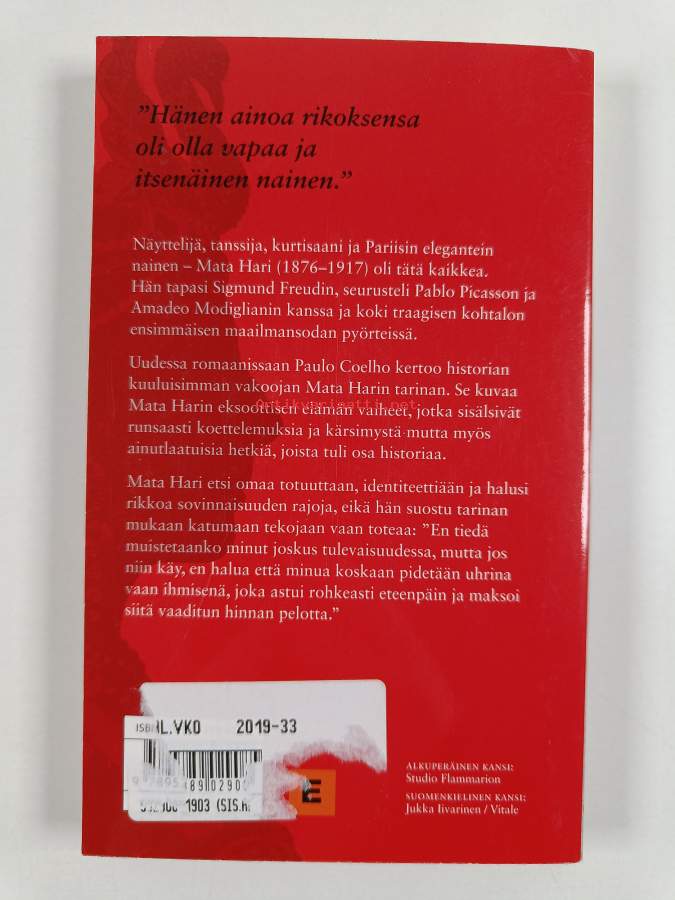 ”Hänen ainoa rikoksensa
oli olla vapaa ja
itsenäinen nainen.”
Näyttelijä, tanssija, kurtisaani ja Pariisin elegantein
nainen – Mata Hari (1876–1917) oli tätä kaikkea.
Hän tapasi Sigmund Freudin, seurusteli Pablo Picasson ja
Amadeo Modiglianin kanssa ja koki traagisen kohtalon
ensimmäisen maailmansodan pyörteissä.
Uudessa romaanissaan Paulo Coelho kertoo historian
kuuluisimman vakoojan Mata Harin tarinan. Se kuvaa
Antikvariaatti.net
Mata Harin eksoottisen elämän vaiheet, jotka sisälsivät
runsaasti koettelemuksia ja kärsimystä mutta myös
ainutlaatuisia hetkiä, joista tuli osa historiaa.
Mata Hari etsi omaa totuuttaan, identiteettiään ja halusi
rikkoa sovinnaisuuden rajoja, eikä hän suostu tarinan
mukaan katumaan tekojaan vaan toteaa: ”En tiedä
muistetaanko minut joskus tulevaisuudessa, mutta jos
niin käy, en halua että minua koskaan pidetään uhrina
vaan ihmisenä, joka astui rohkeasti eteenpäin ja maksoi
siitä vaaditun hinnan pelotta.”
L.VKO 2019-33
1903 (SIS.
E
ALKUPERÄINEN KANSI:
Studio Flammarion
SUOMENKIELINEN KANSI:
Jukka Iivarinen / Vitale